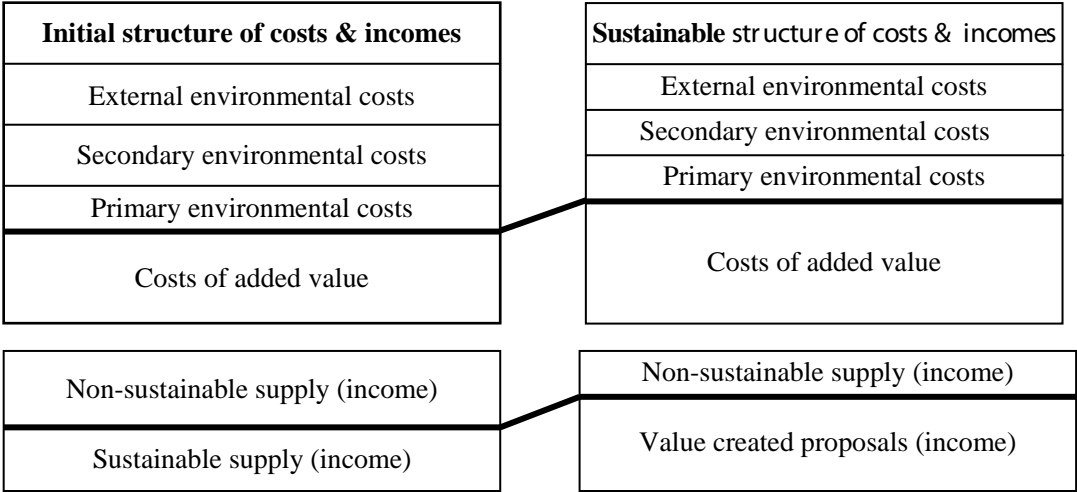 Initial structure of costs & incomes
External environmental costs
Secondary environmental costs
Primary environmental costs
Costs of added value
Non-sustainable supply (income)
Sustainable supply (income)
Sustainable structure of costs & incomes
External environmental costs
Secondary environmental costs
Primary environmental costs
Costs of added value
Non-sustainable supply (income)
Value created proposals (income)